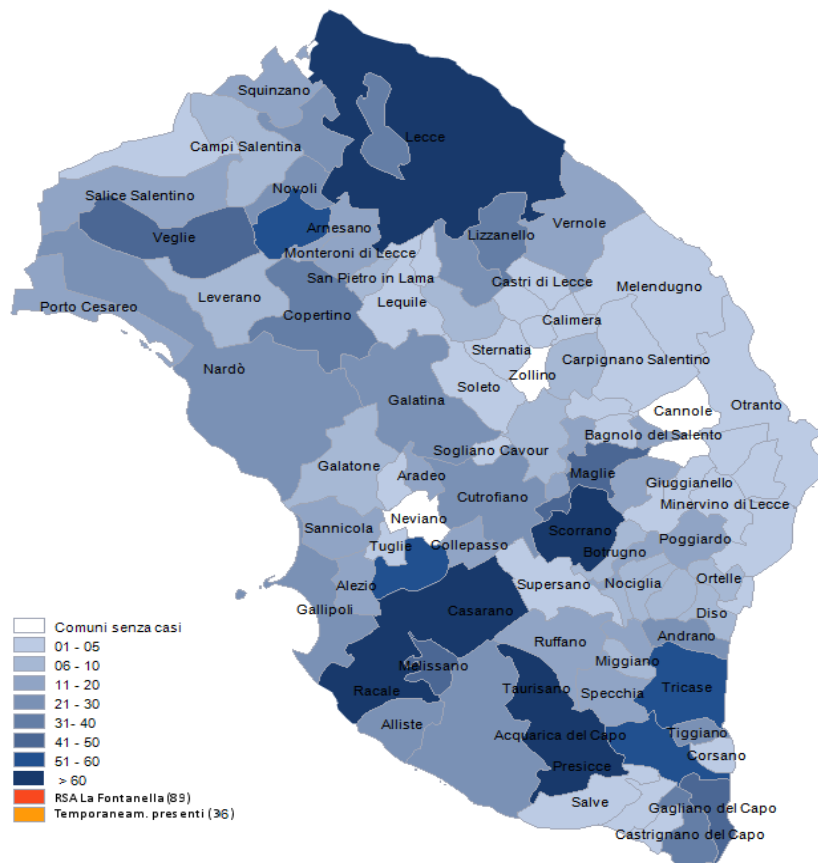 Squinzano
Lecce
Campi Salentina
Salice Salentino
Novoli
Arnesano
Lizzanello
Vernole
Veglie
Monteroni di Lecce
San Pietro in Lama
Castri di Lecce
Melendugno
Porto Cesareo
Leverano
Lequile
Copertino
Calimera
Sternatia
Carpignano Salentino
Nardò
Zollino
Soleto
Galatina
Cannole
Otranto
Bagnolo del Salento
Sogliano Cavour
Galatone
Aradeo
Maglie
Giuggianello
Cutrofiano
Minervino di Lecce
Neviano
Sannicola
Scorrano
Tuglie
Collepasso
Botrugno
Poggiardo
Alezio
Supersano
Nociglia
Ortelle
Gallipoli
Casarano
Diso
Ruffano
Andrano
Melissano
Miggiano
Racale
Taurisano
Specchia
Tricase
Alliste
Acquarica del Capo
Tiggiano
Corsano
Presicce
Salve
Gagliano del Capo
Castrignano del Capo
Comuni senza casi
01 - 05
06 - 10
11 - 20
21 - 30
31- 40
41 - 50
51 - 60
> 60
RSA La Fontanella (89)
Temporaneam. presenti (36)